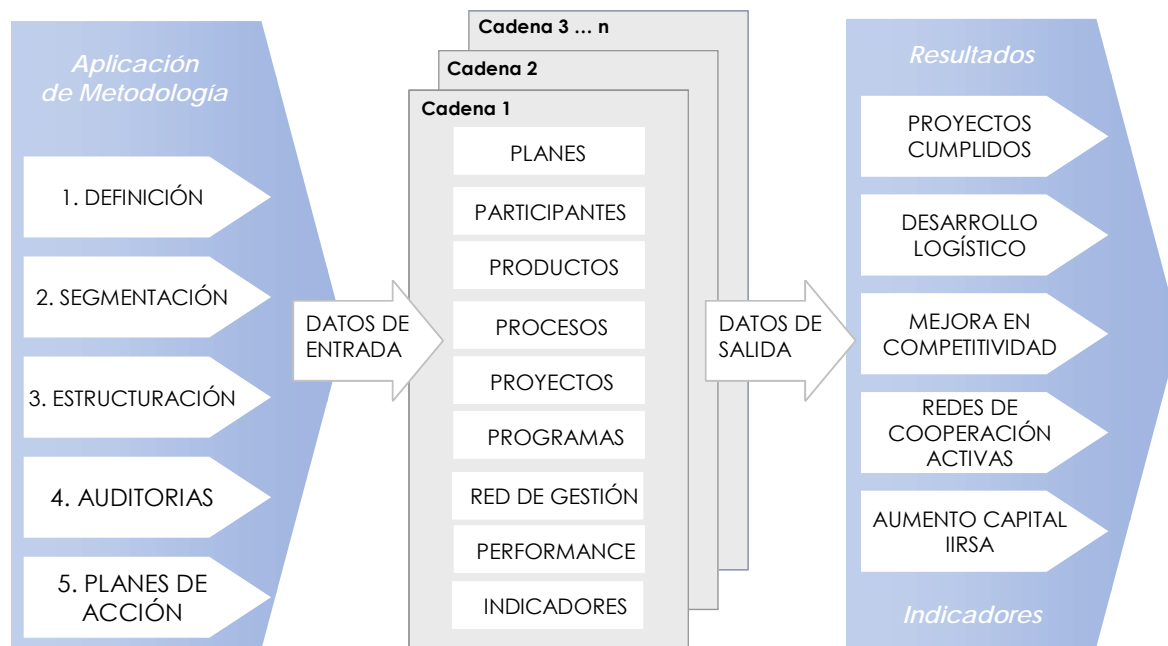 Aplicación
de Metodología
1. DEFINICIÓN
2. SEGMENTACIÓN
3. ESTRUCTURACIÓN
4. AUDITORIAS
5. PLANES DE
ACCIÓN
DATOS DE
ENTRADA
Cadena 3 ... n
Cadena 2
Cadena 1
PLANES
PARTICIPANTES
PRODUCTOS
PROCESOS
PROYECTOS
PROGRAMAS
RED DE GESTIÓN
PERFORMANCE
INDICADORES
DATOS DE
SALIDA
Resultados
PROYECTOS
CUMPLIDOS
DESARROLLO
LOGÍSTICO
MEJORA EN
COMPETITIVIDAD
REDES DE
COOPERACIÓN
ACTIVAS
AUMENTO CAPITAL
IIRSA
Indicadores